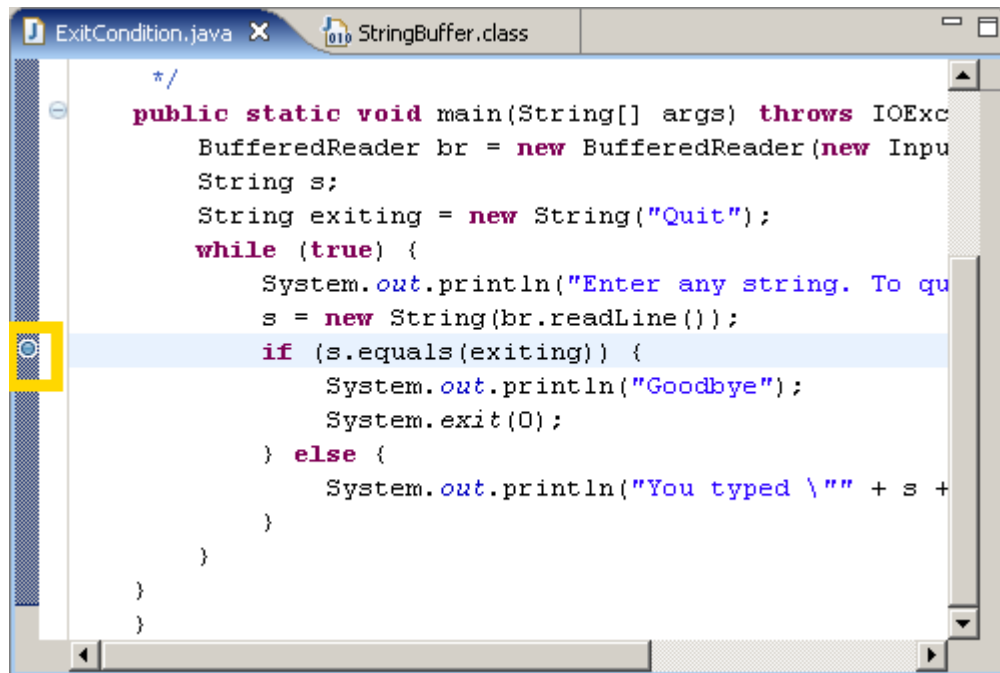 ExitCondition.java StringBuffer.class
*/
public static void main(String[] args) throws IOExc
BufferedReader br = new BufferedReader(new Inpu
String s;
String exiting = new String("Quit");
while (true) {
System.out.println("Enter any string. To qu
s = new String(br.readLine());
if (s.equals(exiting)) {
System.out.println("Goodbye");
System.exit(0);
} else {
System.out.println("You typed \"" + s +
}
}
}
}